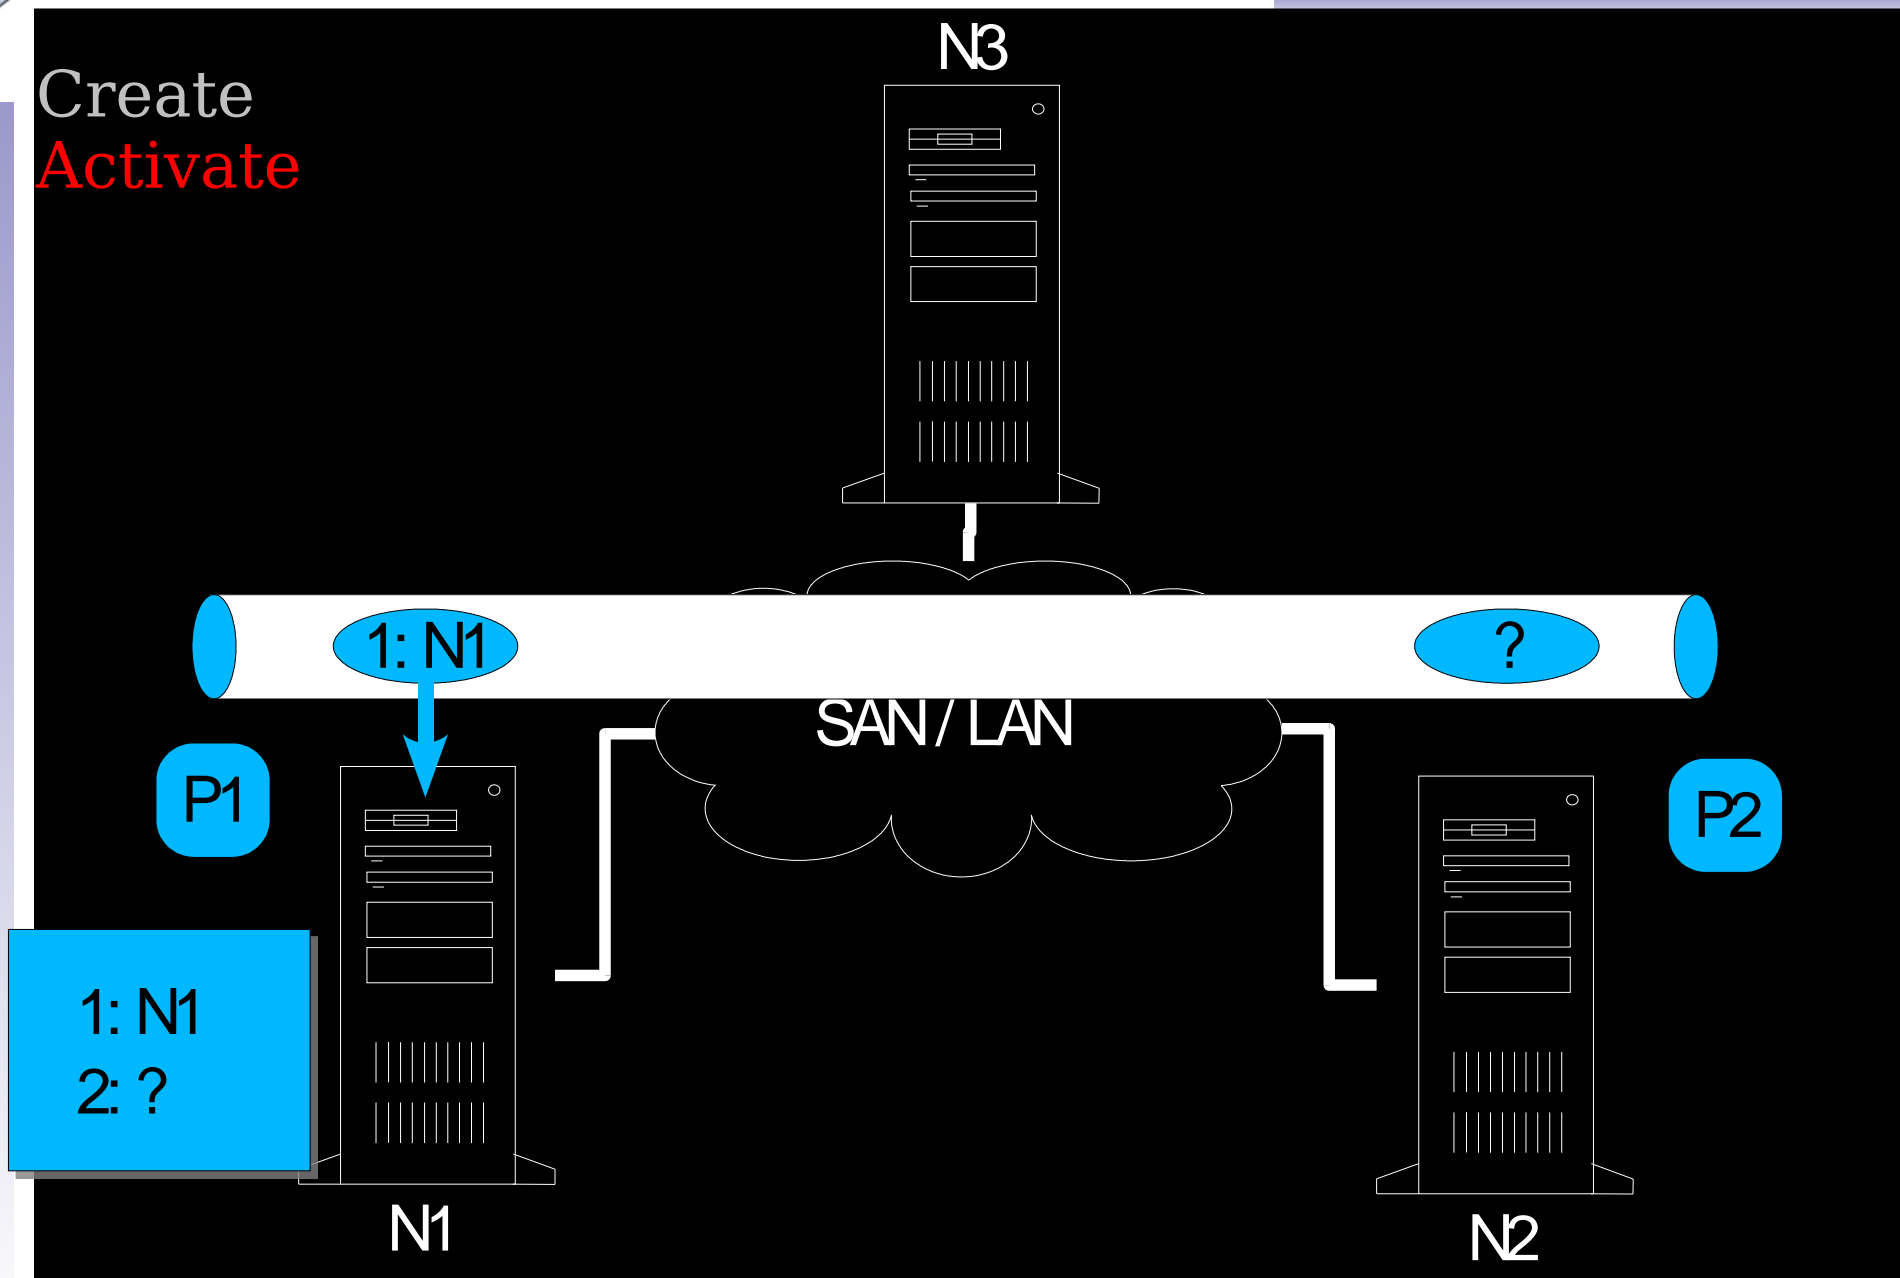 N3
Create
Activate
1: N1
?
SAN / LAN
P1
P2
1: N1
2: ?
N1
N2